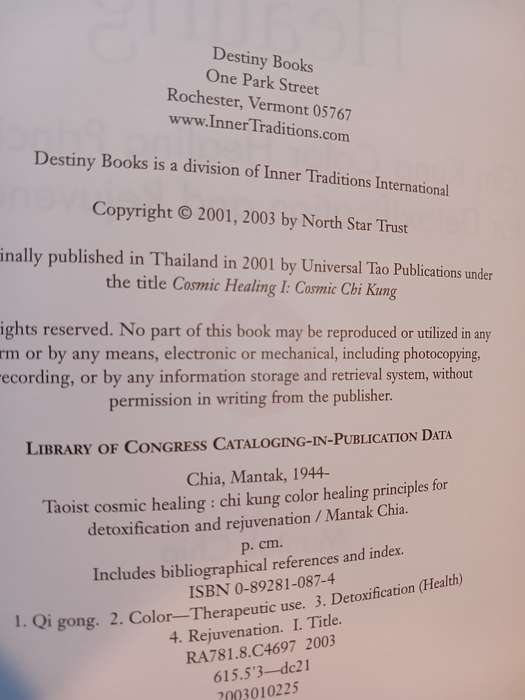 Destiny Books
One Park Street
Rochester, Vermont 05767
www.InnerTraditions.com
Destiny Books is a division of Inner Traditions International
Copyright © 2001, 2003 by North Star Trust
inally published in Thailand in 2001 by Universal Tao Publications under
the title Cosmic Healing I: Cosmic Chi Kung
ights reserved. No part of this book may be reproduced or utilized in any
rm or by any means, electronic or mechanical, including photocopying,
ecording, or by any information storage and retrieval system, without
permission in writing from the publisher.
LIBRARY OF CONGRESS CATALOGING-IN-PUBLICATION DATA
Chia, Mantak, 1944-
Taoist cosmic healing : chi kung color healing principles for
detoxification and rejuvenation / Mantak Chia.
p. cm.
Includes bibliographical references and index.
ISBN 0-89281-087-4
1. Qi gong. 2. Color—Therapeutic use. 3. Detoxification (Health)
4. Rejuvenation. I. Title.
RA781.8.C4697 2003
615.5'3—dc21
2003010225